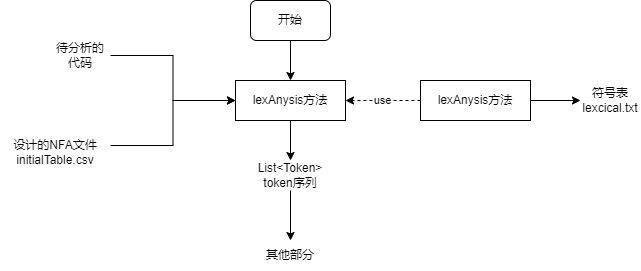 开始
待分析的
代码
lexAnysis方法
use
lexAnysis方法
符号表
lexcical.txt
设计的NFA文件
initialTable.csv
List<Token>
token序列
其他部分